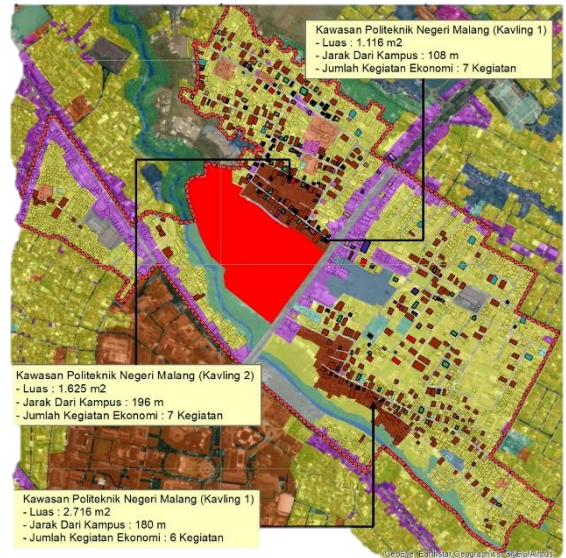 Kawasan Politeknik Negeri Malang (Kavling 1)
- Luas : 1.116 m2
- Jarak Dari Kampus : 108 m
- Jumlah Kegiatan Ekonomi : 7 Kegiatan
Kawasan Politeknik Negeri Malang (Kavling 2)
- Luas : 1.625 m2
- Jarak Dari Kampus : 196 m
- Jumlah Kegiatan Ekonomi : 7 Kegiatan
Kawasan Politeknik Negeri Malang (Kavling 1)
- Luas : 2.716 m2
- Jarak Dari Kampus : 180 m
- Jumlah Kegiatan Ekonomi : 6 Kegiatan
GeoEye, Earthstar Geographics,